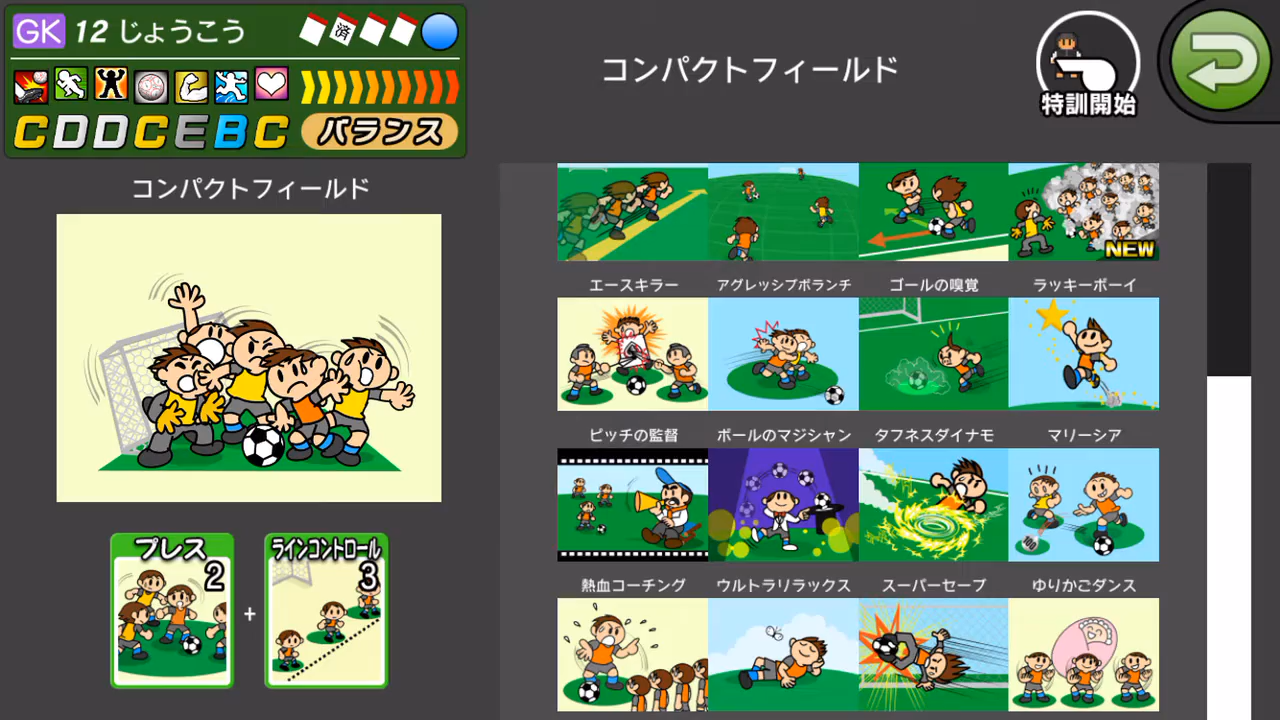 GK 12 じょうこう
済
C D D C E B C バランス
コンパクトフィールド
特訓開始
コンパクトフィールド
プレス
2
+
ラインコントロール
3
NEW
エースキラー アグレッシブボランチ ゴールの嗅覚 ラッキーボーイ
ピッチの監督 ボールのマジシャン タフネスダイナモ マリーシア
熱血コーチング ウルトラリラックス スーパーセーブ ゆりかごダンス